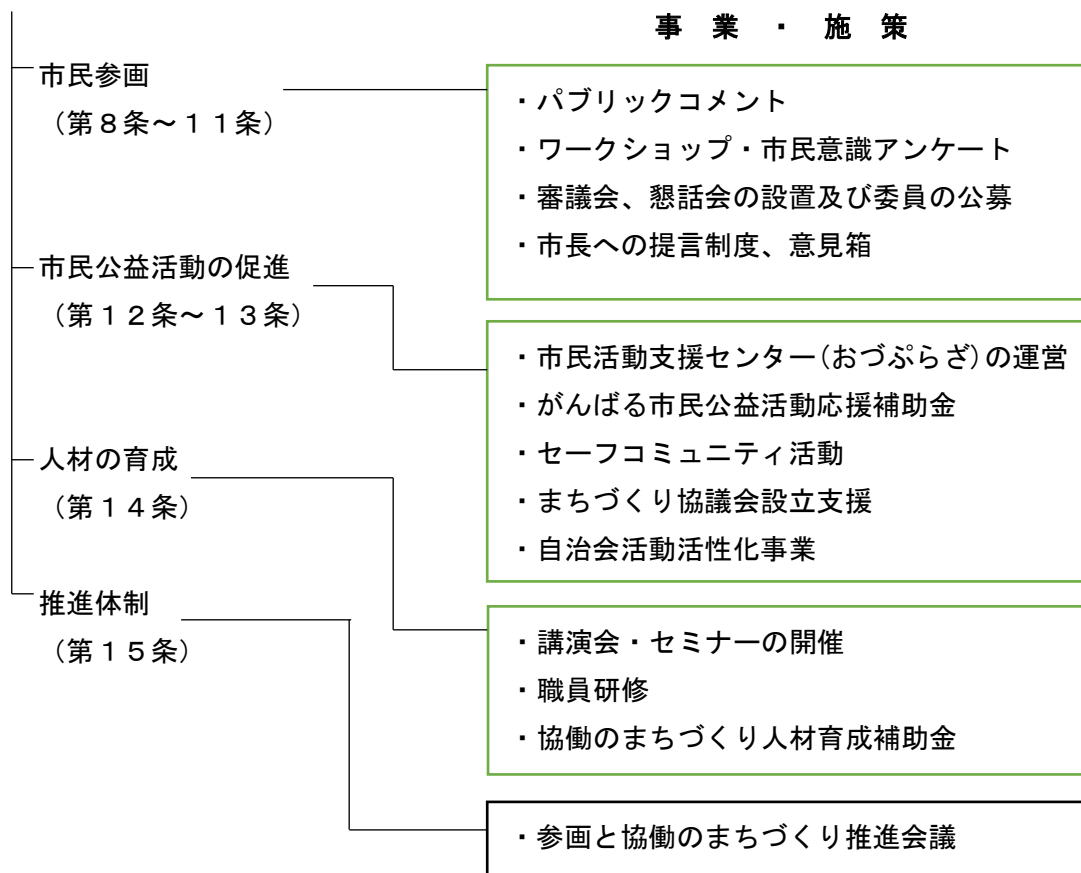 事業・施策
市民参画
(第8条~11条)
・パブリックコメント
・ワークショップ・市民意識アンケート
・審議会、懇話会の設置及び委員の公募
・市長への提言制度、意見箱
市民公益活動の促進
(第12条~13条)
・市民活動支援センター(おづぷらざ)の運営
・がんばる市民公益活動応援補助金
・セーフコミュニティ活動
・まちづくり協議会設立支援
・自治会活動活性化事業
人材の育成
(第14条)
・講演会・セミナーの開催
・職員研修
・協働のまちづくり人材育成補助金
推進体制
(第15条)
・参画と協働のまちづくり推進会議